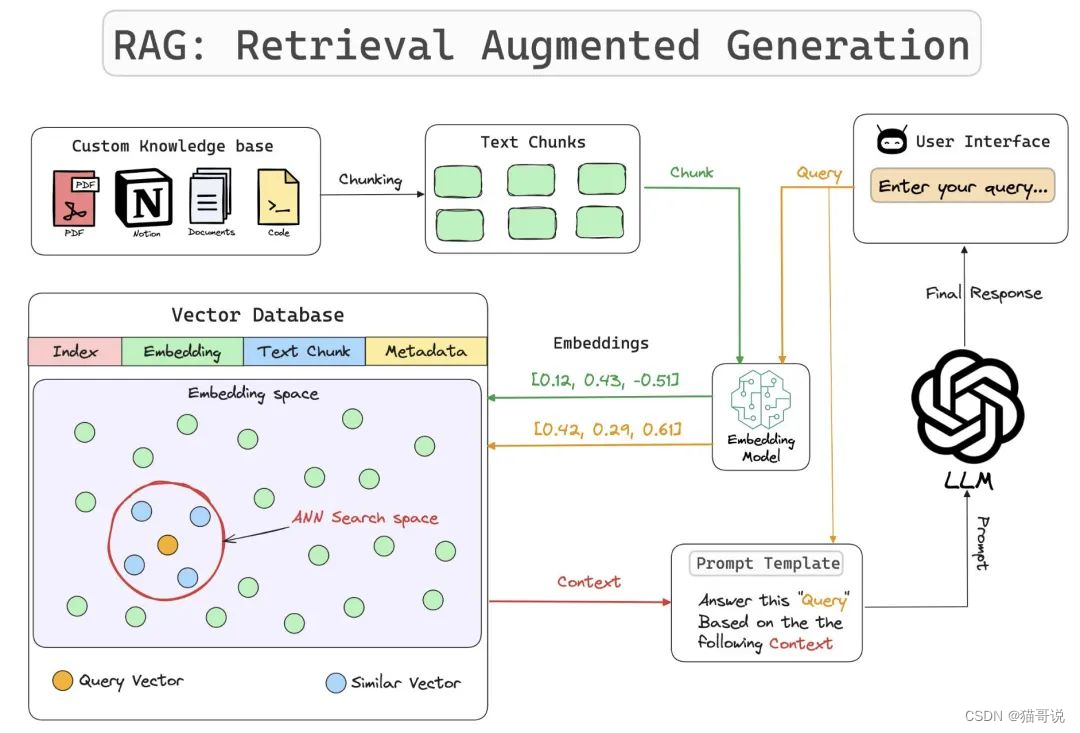 RAG: Retrieval Augmented Generation
Custom Knowledge base
PDF
PDF
N
Notion
Documents
>_
Code
Chunking
Text Chunks
Chunk
Query
User Interface
Enter your query...
Final Response
Vector Database
Index
Embedding
Text Chunk
Metadata
Embedding space
ANN Search space
Query Vector
Similar Vector
Embeddings
[0.12, 0.43, -0.51]
[0.42, 0.29, 0.61]
Embedding
Model
LLM
Prompt
Context
Prompt Template
Answer this "Query"
Based on the the
following Context
CSDN @猫哥说